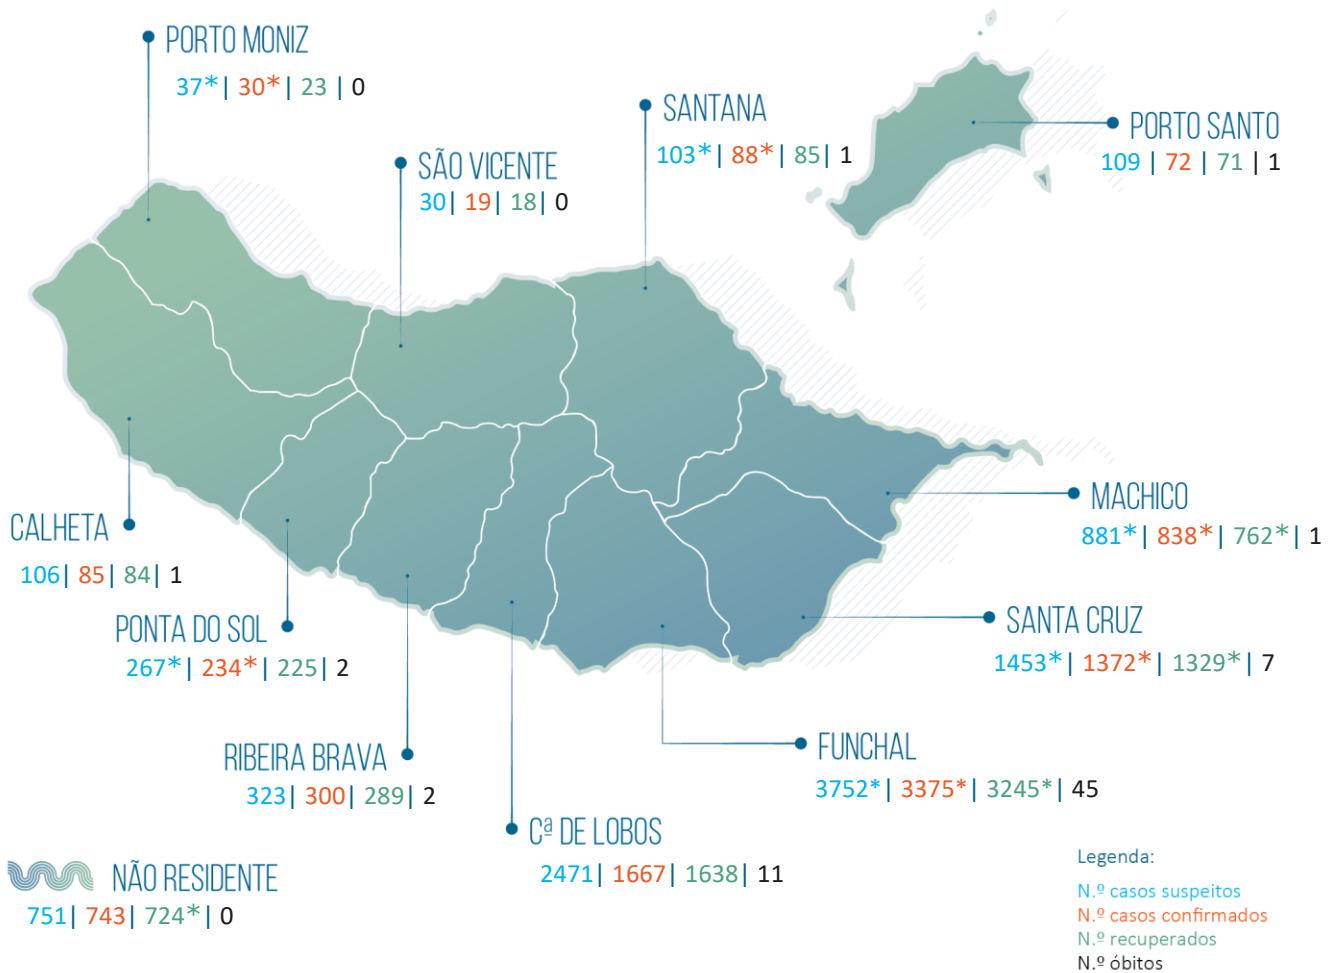 PORTO MONIZ
37*| 30*| 23 | 0
SANTANA
103*| 88*| 85| 1
PORTO SANTO
109 | 72 | 71 | 1
SÃO VICENTE
30| 19| 18| 0
MACHICO
881*| 838*| 762*| 1
CALHETA
106| 85| 84| 1
PONTA DO SOL
267*| 234*| 225| 2
SANTA CRUZ
1453*| 1372*| 1329*| 7
RIBEIRA BRAVA
323| 300| 289| 2
FUNCHAL
3752*| 3375*| 3245*| 45
Cª DE LOBOS
2471| 1667| 1638| 11
NÃO RESIDENTE
751| 743| 724*| 0
Legenda:
N.º casos suspeitos
N.º casos confirmados
N.º recuperados
N.º óbitos